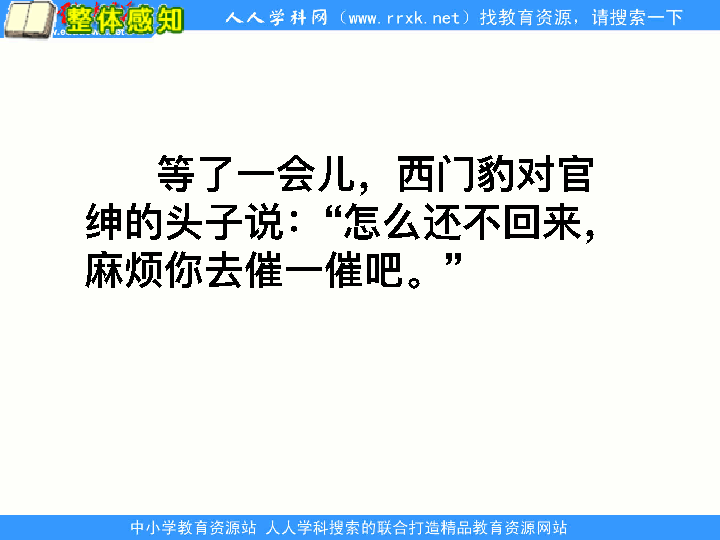 整体感知
人人学科网（www.rrxk.net）找教育资源，请搜索一下
等了一会儿，西门豹对官
绅的头子说：“怎么还不回来，
麻烦你去催一催吧。”
中小学教育资源站 人人学科搜索的联合打造精品教育资源网站